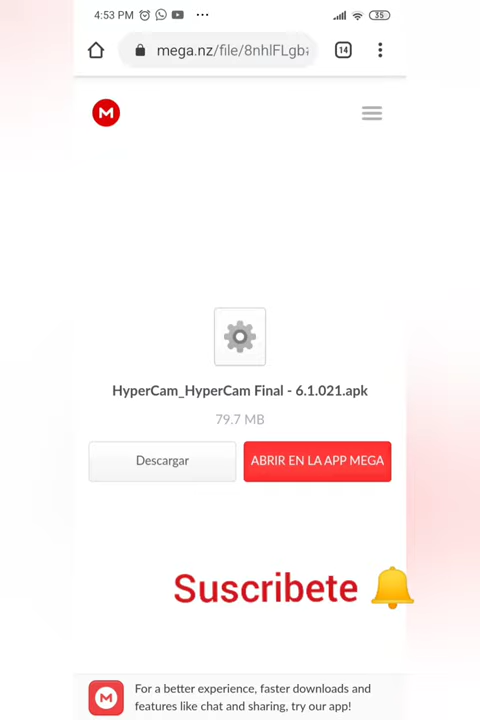 4:53 PM
35
mega.nz/file/8nhlFLgb
14
M
HyperCam_HyperCam Final - 6.1.021.apk
79.7 MB
Descargar
ABRIR EN LA APP MEGA
Suscribete
M
For a better experience, faster downloads and
features like chat and sharing, try our app!